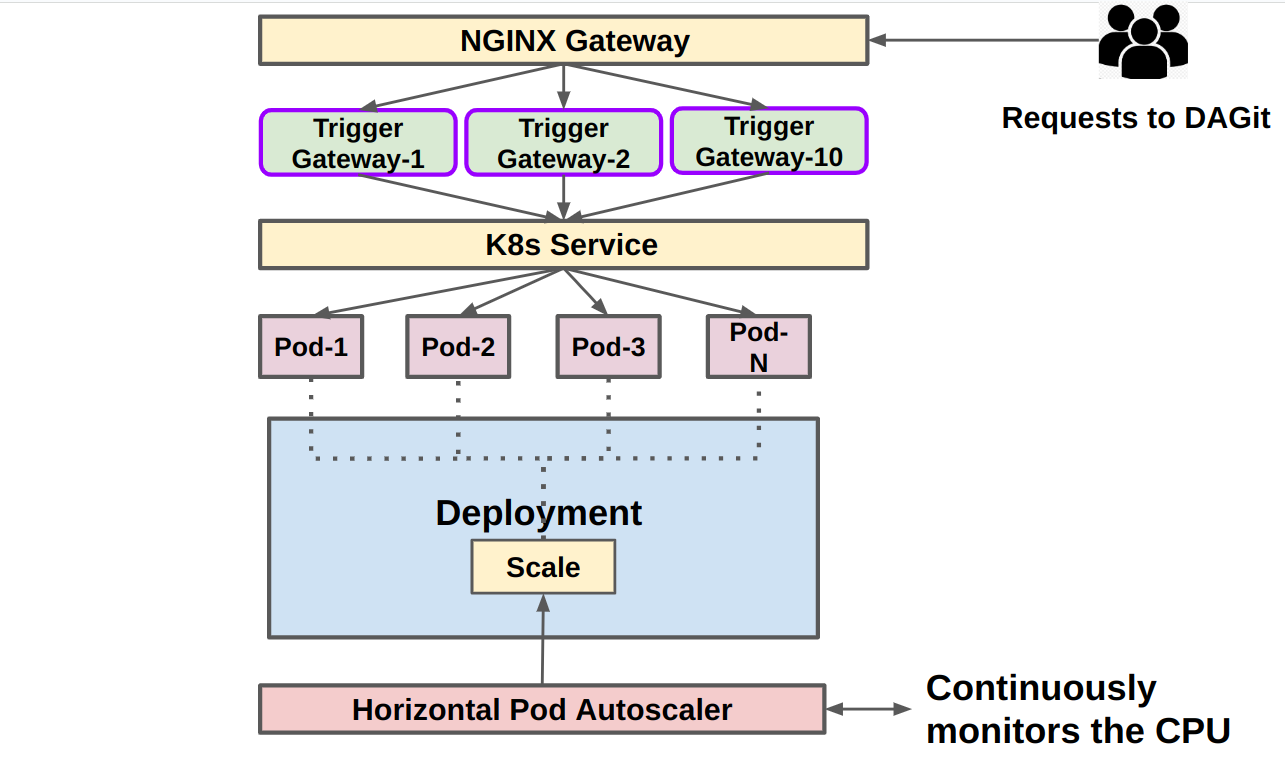 NGINX Gateway
Requests to DAGit
Trigger
Gateway-1
Trigger
Gateway-2
Trigger
Gateway-10
K8s Service
Pod-1
Pod-2
Pod-3
Pod-
N
Deployment
Scale
Horizontal Pod Autoscaler
Continuously
monitors the CPU